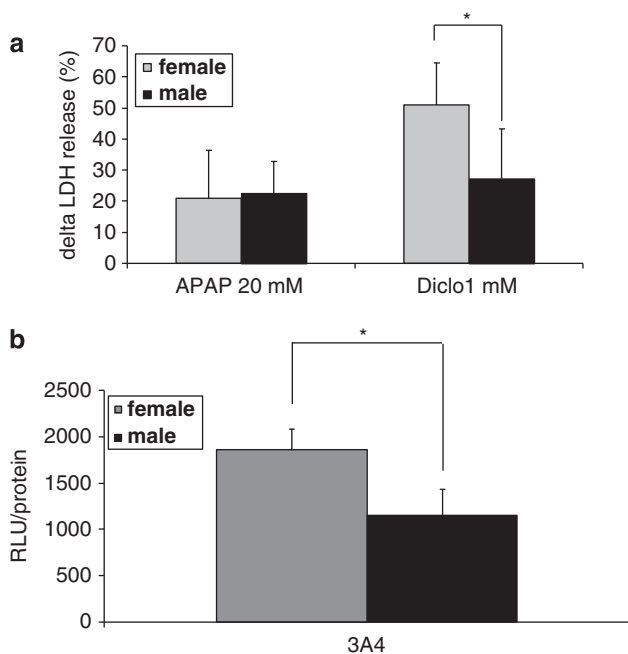 a
delta LDH release (%)
70
60
50
40
30
20
10
0
female
male
*
APAP 20 mM
Diclo1 mM
b
RLU/protein
2500
2000
1500
1000
500
0
female
male
*
3A4